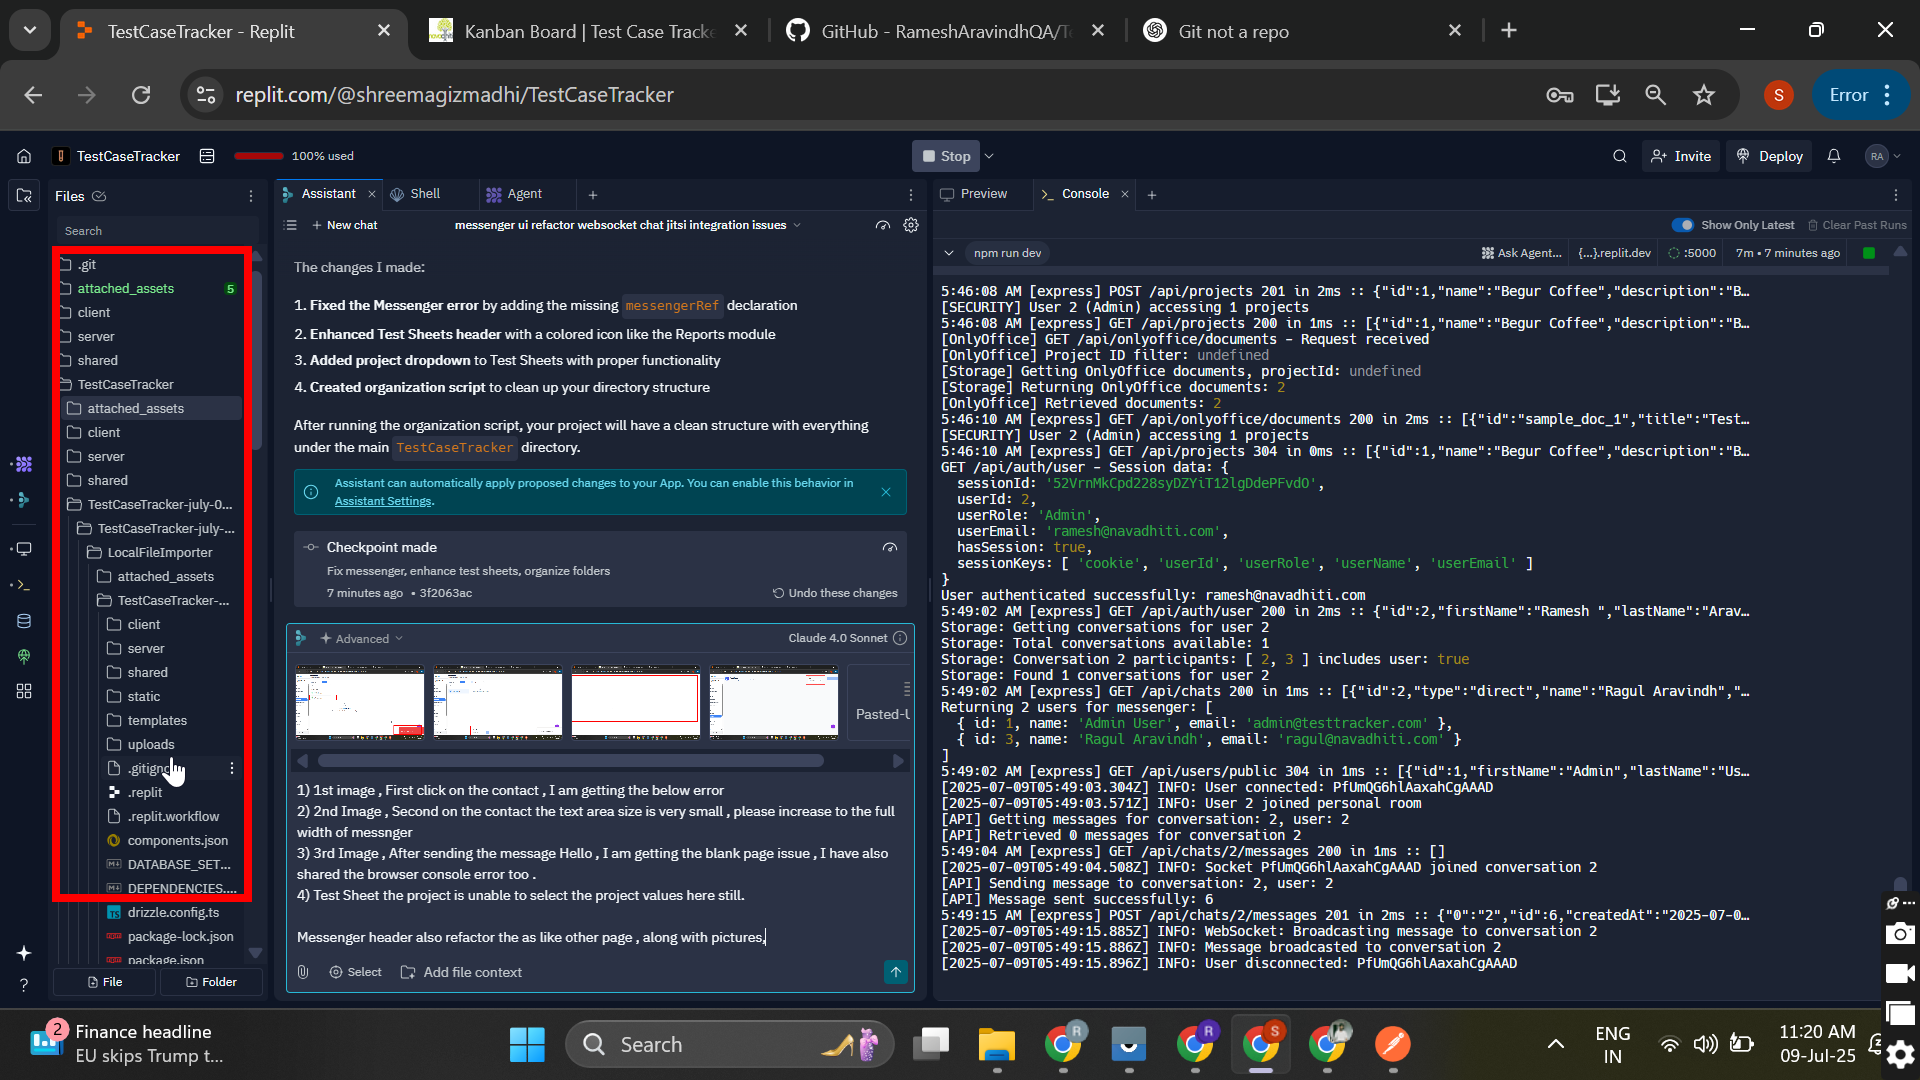 TestCaseTracker - Replit
Kanban Board | Test Case Tracke
GitHub - RameshAravindhQA/Te
Git not a repo
replit.com/@shreemagizmadhi/TestCaseTracker
S
Error
TestCaseTracker
100% used
Stop
Invite
Deploy
RA
Files
Search
.git
attached_assets 5
client
server
shared
TestCaseTracker
attached_assets
client
server
shared
TestCaseTracker-july-0...
TestCaseTracker-july-...
LocalFileImporter
attached_assets
TestCaseTracker-...
client
server
shared
static
templates
uploads
.replit
.replit.workflow
components.json
DATABASE_SET...
DEPENDENCIES....
drizzle.config.ts
package-lock.json
package.json
File
Folder
Assistant
Shell
Agent
New chat
messenger ui refactor websocket chat jitsi integration issues
The changes I made:
1. Fixed the Messenger error by adding the missing messengerRef declaration
2. Enhanced Test Sheets header with a colored icon like the Reports module
3. Added project dropdown to Test Sheets with proper functionality
4. Created organization script to clean up your directory structure
After running the organization script, your project will have a clean structure with everything
under the main TestCaseTracker directory.
Assistant can automatically apply proposed changes to your App. You can enable this behavior in
Assistant Settings.
Checkpoint made
Fix messenger, enhance test sheets, organize folders
7 minutes ago • 3f2063ac
Undo these changes
Advanced
Claude 4.0 Sonnet
Pasted-U
1) 1st image , First click on the contact , I am getting the below error
2) 2nd Image , Second on the contact the text area size is very small , please increase to the full
width of messnger
3) 3rd Image , After sending the message Hello , I am getting the blank page issue , I have also
shared the browser console error too .
4) Test Sheet the project is unable to select the project values here still.
Messenger header also refactor the as like other page , along with pictures,
Select
Add file context
Preview
Console
Show Only Latest
Clear Past Runs
npm run dev
Ask Agent...
{...}.replit.dev
:5000
7m • 7 minutes ago
5:46:08 AM [express] POST /api/projects 201 in 2ms :: {"id":1,"name":"Begur Coffee","description":"B…
[SECURITY] User 2 (Admin) accessing 1 projects
5:46:08 AM [express] GET /api/projects 200 in 1ms :: [{"id":1,"name":"Begur Coffee","description":"B…
[OnlyOffice] GET /api/onlyoffice/documents - Request received
[OnlyOffice] Project ID filter: undefined
[Storage] Getting OnlyOffice documents, projectId: undefined
[Storage] Returning OnlyOffice documents: 2
[OnlyOffice] Retrieved documents: 2
5:46:10 AM [express] GET /api/onlyoffice/documents 200 in 2ms :: [{"id":"sample_doc_1","title":"Test…
[SECURITY] User 2 (Admin) accessing 1 projects
5:46:10 AM [express] GET /api/projects 304 in 0ms :: [{"id":1,"name":"Begur Coffee","description":"B…
GET /api/auth/user - Session data: {
sessionId: '52VrnMkCpd228syDZYiT12lgDdePFvdO',
userId: 2,
userRole: 'Admin',
userEmail: 'ramesh@navadhiti.com',
hasSession: true,
sessionKeys: [ 'cookie', 'userId', 'userRole', 'userName', 'userEmail' ]
}
User authenticated successfully: ramesh@navadhiti.com
5:49:02 AM [express] GET /api/auth/user 200 in 2ms :: {"id":2,"firstName":"Ramesh ","lastName":"Arav…
Storage: Getting conversations for user 2
Storage: Total conversations available: 1
Storage: Conversation 2 participants: [ 2, 3 ] includes user: true
Storage: Found 1 conversations for user 2
5:49:02 AM [express] GET /api/chats 200 in 1ms :: [{"id":2,"type":"direct","name":"Ragul Aravindh","…
Returning 2 users for messenger: [
{ id: 1, name: 'Admin User', email: 'admin@testtracker.com' },
{ id: 3, name: 'Ragul Aravindh', email: 'ragul@navadhiti.com' }
]
5:49:02 AM [express] GET /api/users/public 304 in 1ms :: [{"id":1,"firstName":"Admin","lastName":"Us…
[2025-07-09T05:49:03.304Z] INFO: User connected: PfUmQG6hlAaxahCgAAAD
[2025-07-09T05:49:03.571Z] INFO: User 2 joined personal room
[API] Getting messages for conversation: 2, user: 2
[API] Retrieved 0 messages for conversation 2
5:49:04 AM [express] GET /api/chats/2/messages 200 in 1ms :: []
[2025-07-09T05:49:04.508Z] INFO: Socket PfUmQG6hlAaxahCgAAAD joined conversation 2
[API] Sending message to conversation: 2, user: 2
[API] Message sent successfully: 6
5:49:15 AM [express] POST /api/chats/2/messages 201 in 2ms :: {"0":"2","id":6,"createdAt":"2025-07-0…
[2025-07-09T05:49:15.885Z] INFO: WebSocket: Broadcasting message to conversation 2
[2025-07-09T05:49:15.886Z] INFO: Message broadcasted to conversation 2
[2025-07-09T05:49:15.896Z] INFO: User disconnected: PfUmQG6hlAaxahCgAAAD
2
Finance headline
EU skips Trump t...
Search
R
R
S
ENG
IN
11:20 AM
09-Jul-25